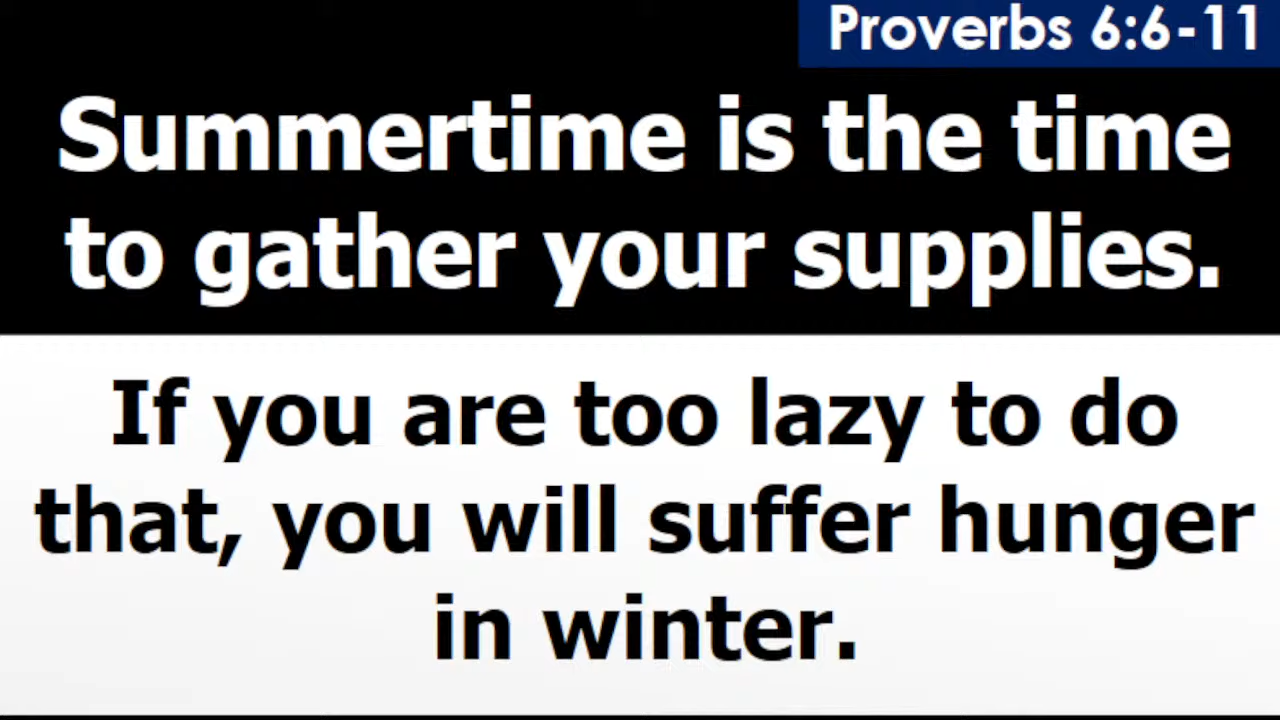 Proverbs 6:6-11
Summertime is the time
to gather your supplies.
If you are too lazy to do
that, you will suffer hunger
in winter.